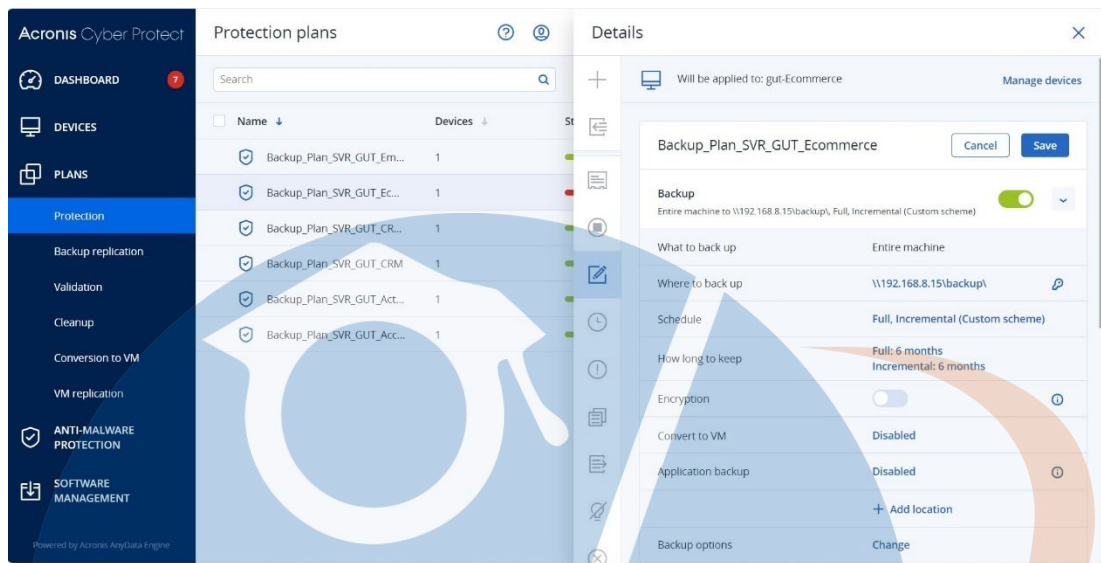 Acronis Cyber Protect
DASHBOARD
7
DEVICES
PLANS
Protection
Backup replication
Validation
Cleanup
Conversion to VM
VM replication
ANTI-MALWARE
PROTECTION
SOFTWARE
MANAGEMENT
Powered by Acronis AnyData Engine
Protection plans
Search
Name Devices St
Backup_Plan_SVR_GUT_Em... 1
Backup_Plan_SVR_GUT_Ec... 1
Backup_Plan_SVR_GUT_CR... 1
Backup_Plan_SVR_GUT_CRM 1
Backup_Plan_SVR_GUT_Act... 1
Backup_Plan_SVR_GUT_Acc... 1
Details
Will be applied to: gut-Ecommerce Manage devices
Backup_Plan_SVR_GUT_Ecommerce Cancel Save
Backup
Entire machine to \\192.168.8.15\backup\, Full, Incremental (Custom scheme)
What to back up Entire machine
Where to back up \\192.168.8.15\backup\
Schedule Full, Incremental (Custom scheme)
How long to keep Full: 6 months
Incremental: 6 months
Encryption
Convert to VM Disabled
Application backup Disabled
+ Add location
Backup options Change